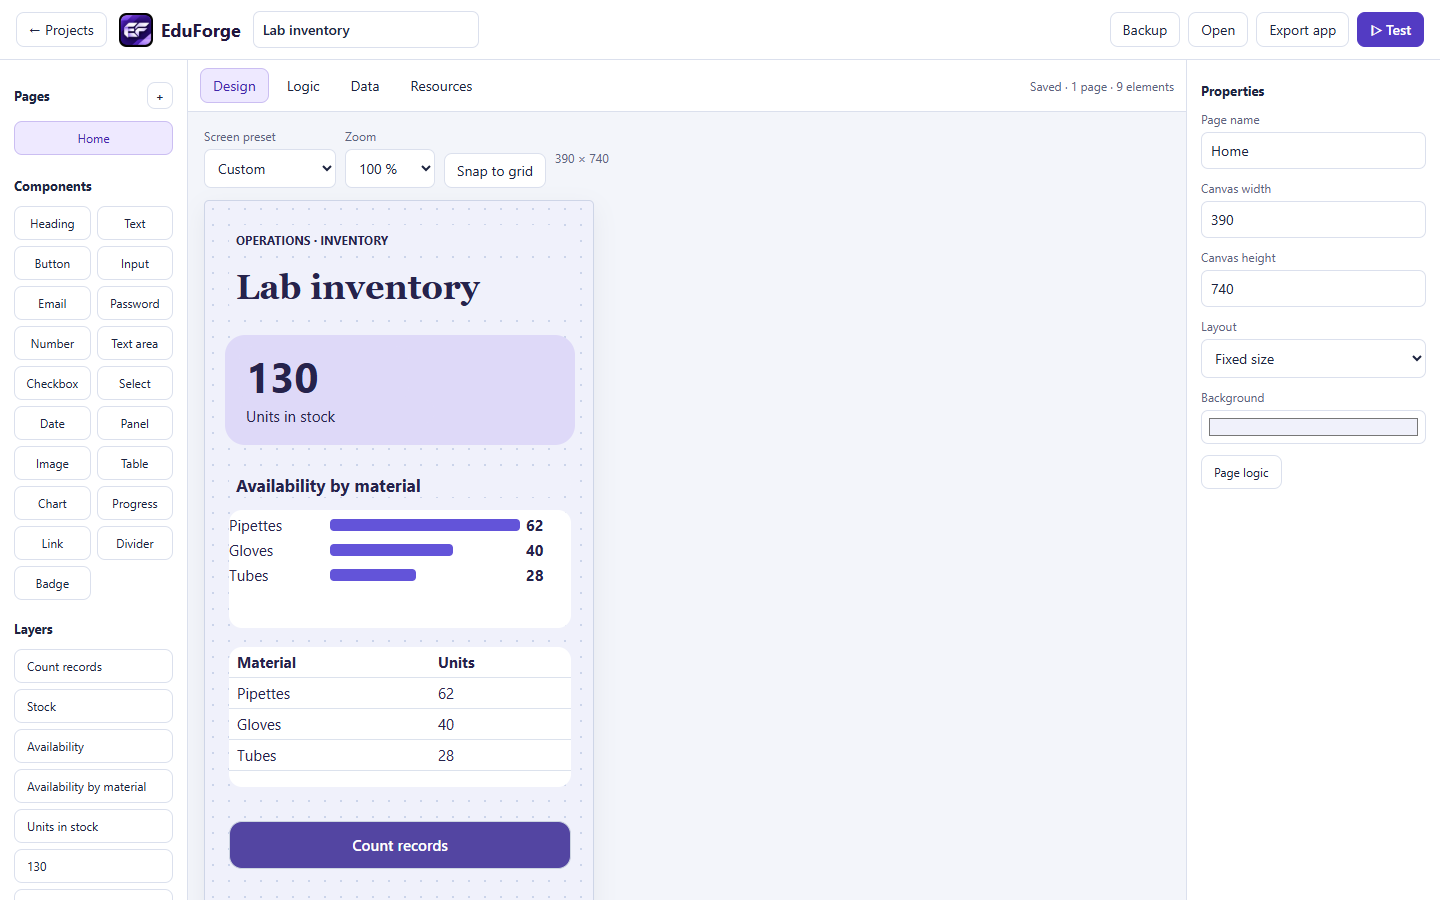 ← Projects
EF
EduForge
Lab inventory
Backup
Open
Export app
▷ Test
Pages
+
Home
Components
Heading
Text
Button
Input
Email
Password
Number
Text area
Checkbox
Select
Date
Panel
Image
Table
Chart
Progress
Link
Divider
Badge
Layers
Count records
Stock
Availability
Availability by material
Units in stock
130
Design
Logic
Data
Resources
Saved · 1 page · 9 elements
Screen preset
Custom
Zoom
100 %
Snap to grid
390 × 740
OPERATIONS · INVENTORY
Lab inventory
130
Units in stock
Availability by material
Pipettes 62
Gloves 40
Tubes 28
Material Units
Pipettes 62
Gloves 40
Tubes 28
Count records
Properties
Page name
Home
Canvas width
390
Canvas height
740
Layout
Fixed size
Background
Page logic